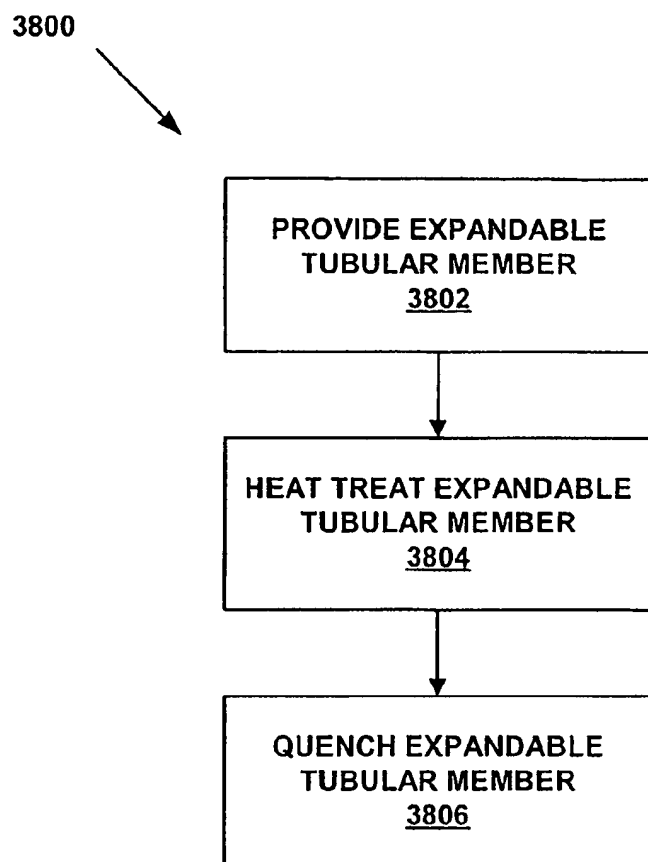 3800
PROVIDE EXPANDABLE
TUBULAR MEMBER
3802
HEAT TREAT EXPANDABLE
TUBULAR MEMBER
3804
QUENCH EXPANDABLE
TUBULAR MEMBER
3806